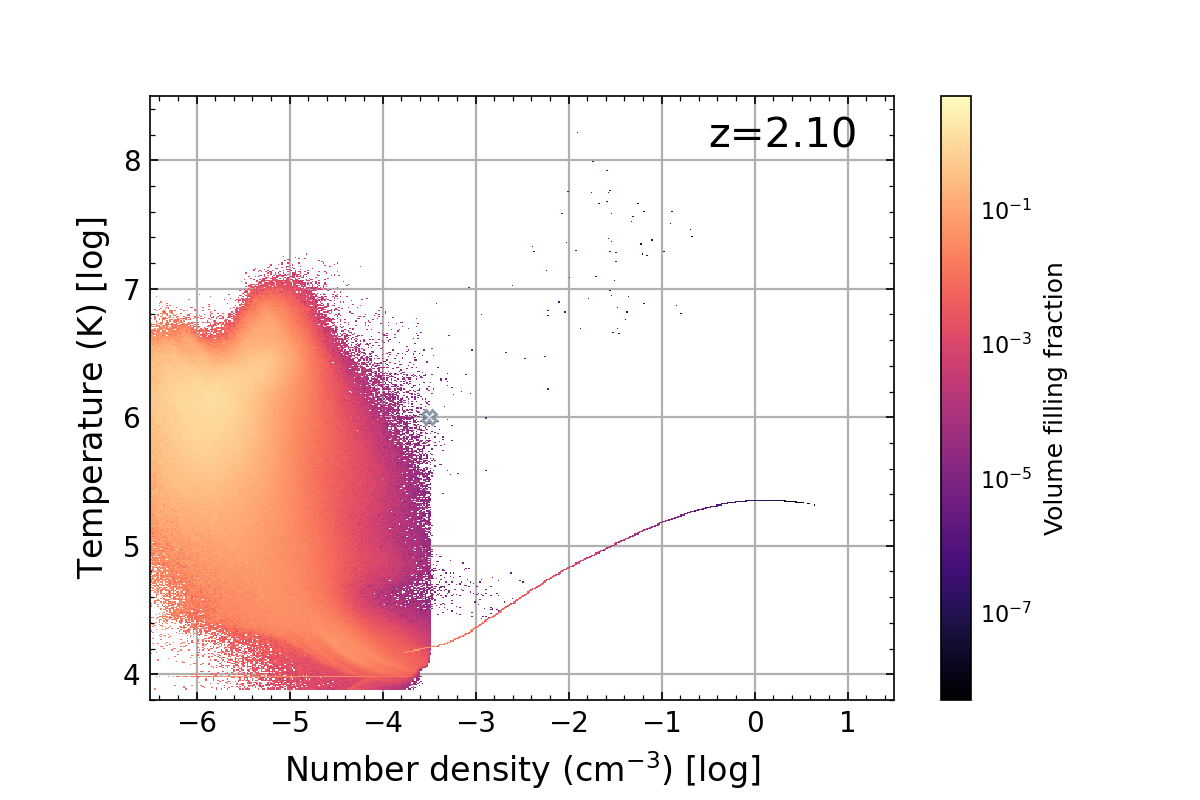 z=2.10
8
7
6
5
4
Temperature (K) [log]
−6 −5 −4 −3 −2 −1 0 1
Number density (cm⁻³) [log]
10⁻¹
10⁻³
10⁻⁵
10⁻⁷
Volume filling fraction